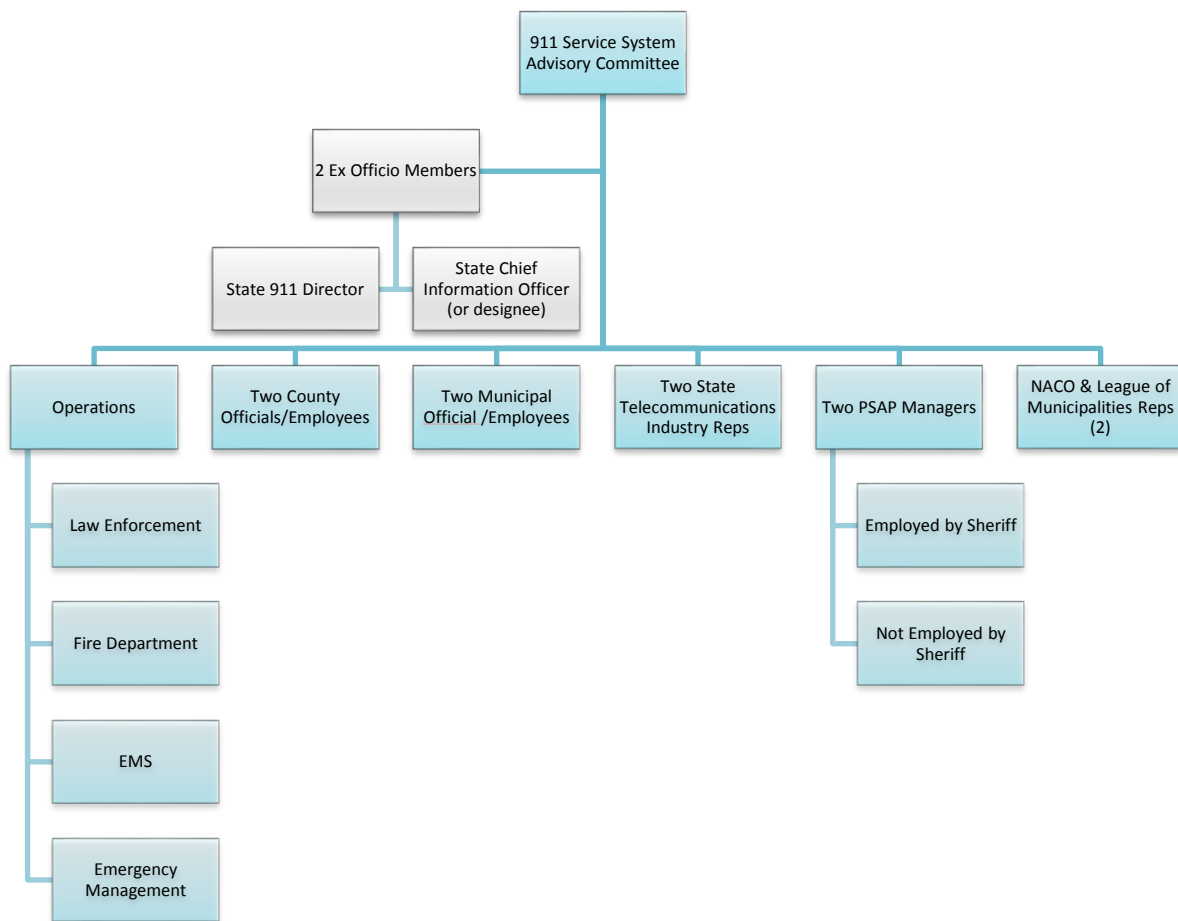 911 Service System
Advisory Committee
2 Ex Officio Members
State 911 Director
State Chief
Information Officer
(or designee)
Operations
Two County
Officials/Employees
Two Municipal
Official /Employees
Two State
Telecommunications
Industry Reps
Two PSAP Managers
NACO & League of
Municipalities Reps
(2)
Law Enforcement
Fire Department
EMS
Emergency
Management
Employed by Sheriff
Not Employed by
Sheriff